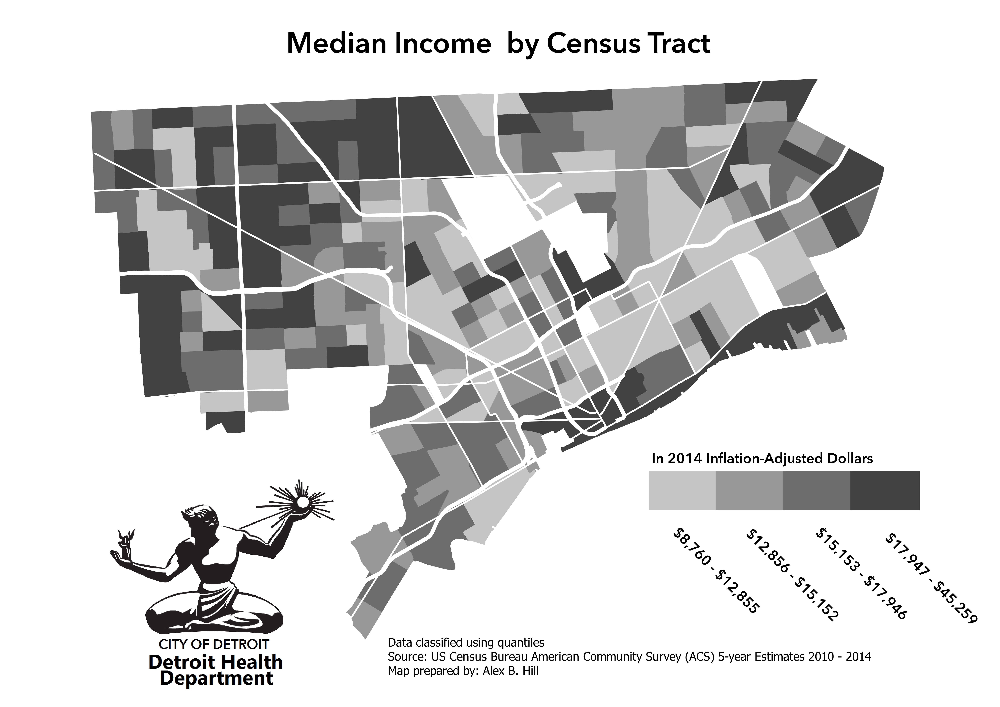 Median Income  by Census Tract
In 2014 Inflation-Adjusted Dollars
$8,760 - $12,855
$12,856 - $15,152
$15,153 - $17,946
$17,947 - $45,259
CITY OF DETROIT
Detroit Health
Department
Data classified using quantiles
Source: US Census Bureau American Community Survey (ACS) 5-year Estimates 2010 - 2014
Map prepared by: Alex B. Hill